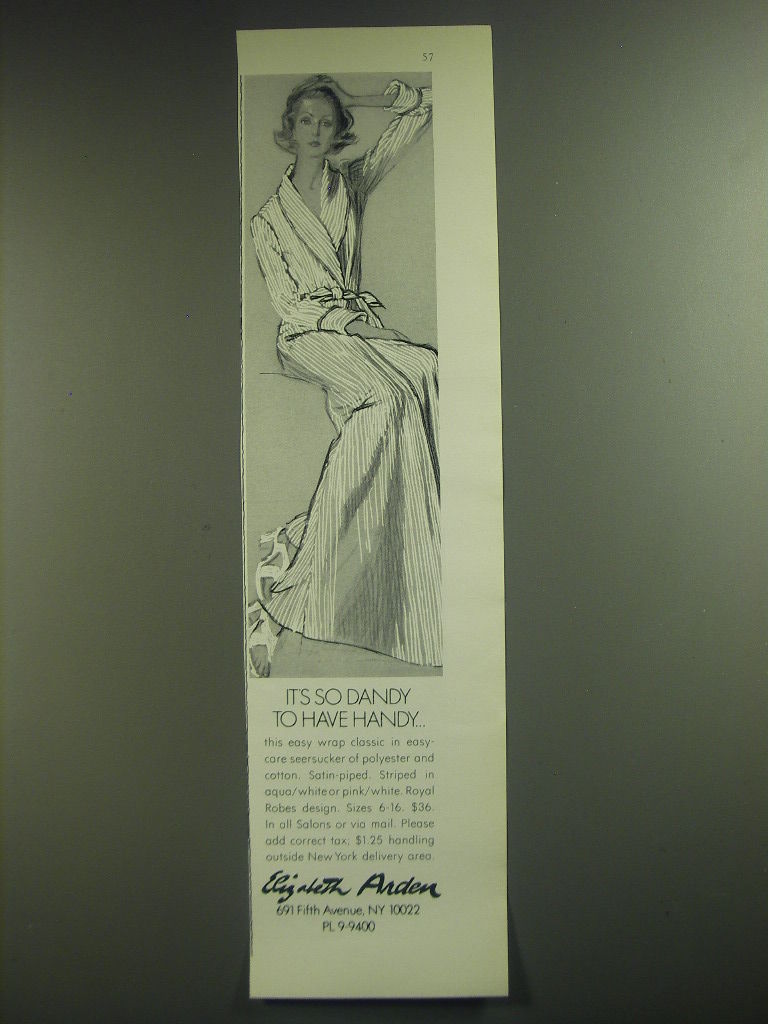 57
IT'S SO DANDY
TO HAVE HANDY...
this easy wrap classic in easy-
care seersucker of polyester and
cotton. Satin-piped. Striped in
aqua/white or pink/white. Royal
Robes design. Sizes 6-16. $36.
In all Salons or via mail. Please
add correct tax; $1.25 handling
outside New York delivery area.
Elizabeth Arden
691 Fifth Avenue, NY 10022
PL 9-9400